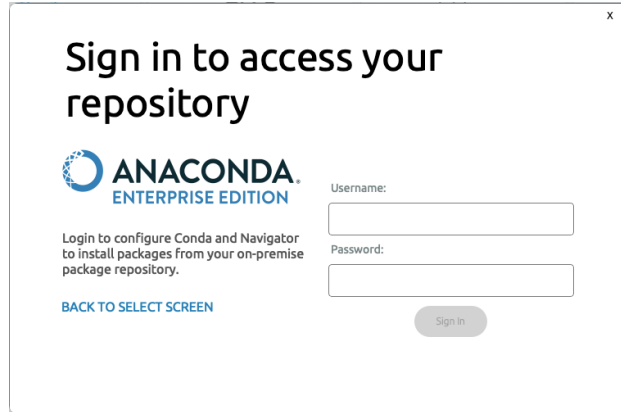 x
Sign in to access your
repository
ANACONDA.
ENTERPRISE EDITION
Login to configure Conda and Navigator
to install packages from your on-premise
package repository.
BACK TO SELECT SCREEN
Username:
Password:
Sign In